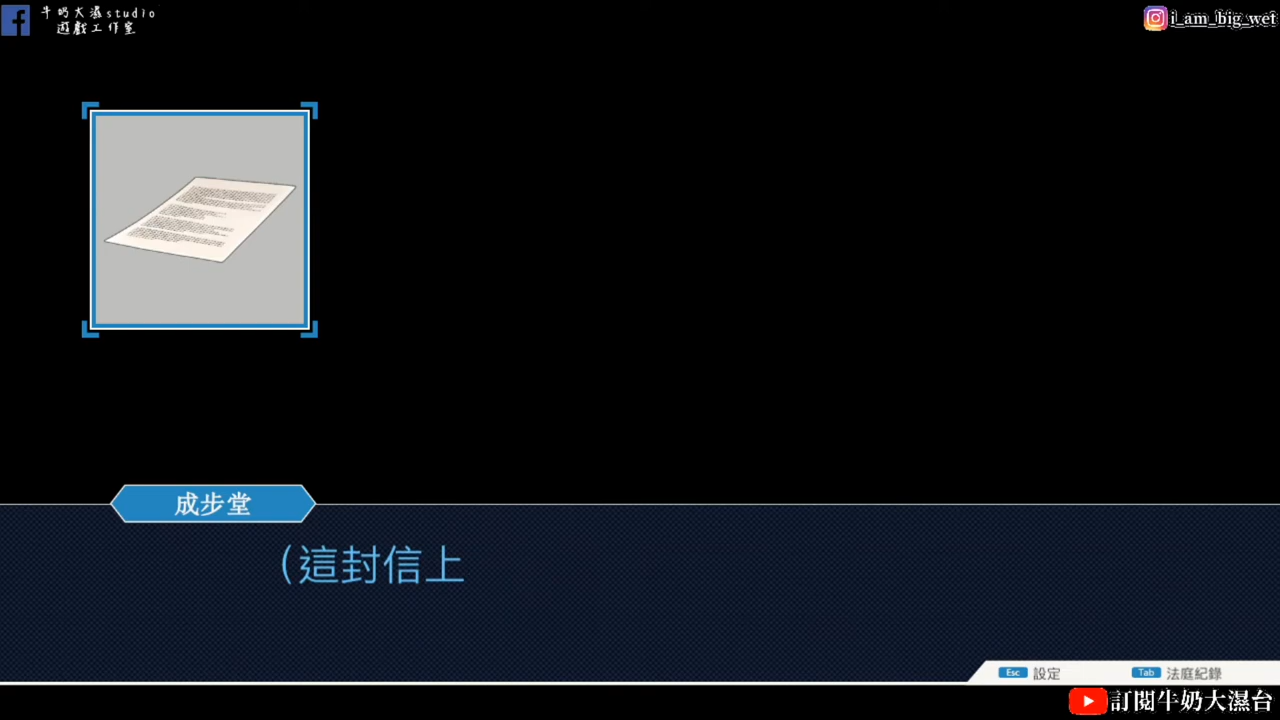 牛奶大濕studio
遊戲工作室
i_am_big_wet
成步堂
(這封信上
Esc 設定
Tab 法庭紀錄
訂閱牛奶大濕台